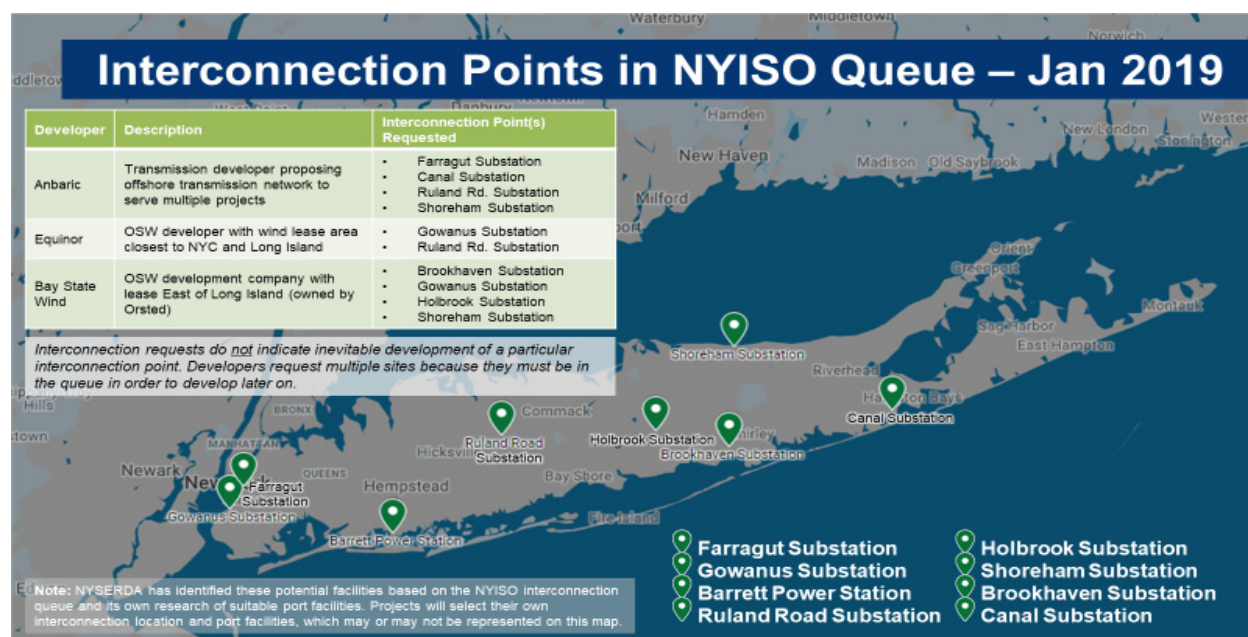 Waterbury
Middletown
Norwich
Interconnection Points in NYISO Queue – Jan 2019
Danbury
Hamden
New London
Stonington
New Haven
Madison
Old Saybrook
Milford
Developer
Description
Interconnection Point(s)
Requested
Anbaric
Transmission developer proposing
offshore transmission network to
serve multiple projects
• Farragut Substation
• Canal Substation
• Ruland Rd. Substation
• Shoreham Substation
Equinor
OSW developer with wind lease area
closest to NYC and Long Island
• Gowanus Substation
• Ruland Rd. Substation
Bay State
Wind
OSW development company with
lease East of Long Island (owned by
Orsted)
• Brookhaven Substation
• Gowanus Substation
• Holbrook Substation
• Shoreham Substation
Interconnection requests do not indicate inevitable development of a particular
interconnection point. Developers request multiple sites because they must be in
the queue in order to develop later on.
Orient
Greenport
Montauk
Sag Harbor
East Hampton
Shoreham Substation
Riverhead
Canal Substation
Hills
BRONX
Commack
MANHATTAN
Hicksville
Ruland Road
Substation
Holbrook Substation
Brookhaven Substation
Newark
QUEENS
Hempstead
Bay Shore
Farragut
Substation
Gowanus Substation
Fire Island
Barrett Power Station
Farragut Substation
Gowanus Substation
Barrett Power Station
Ruland Road Substation
Holbrook Substation
Shoreham Substation
Brookhaven Substation
Canal Substation
Note: NYSERDA has identified these potential facilities based on the NYISO interconnection
queue and its own research of suitable port facilities. Projects will select their own
interconnection location and port facilities, which may or may not be represented on this map.